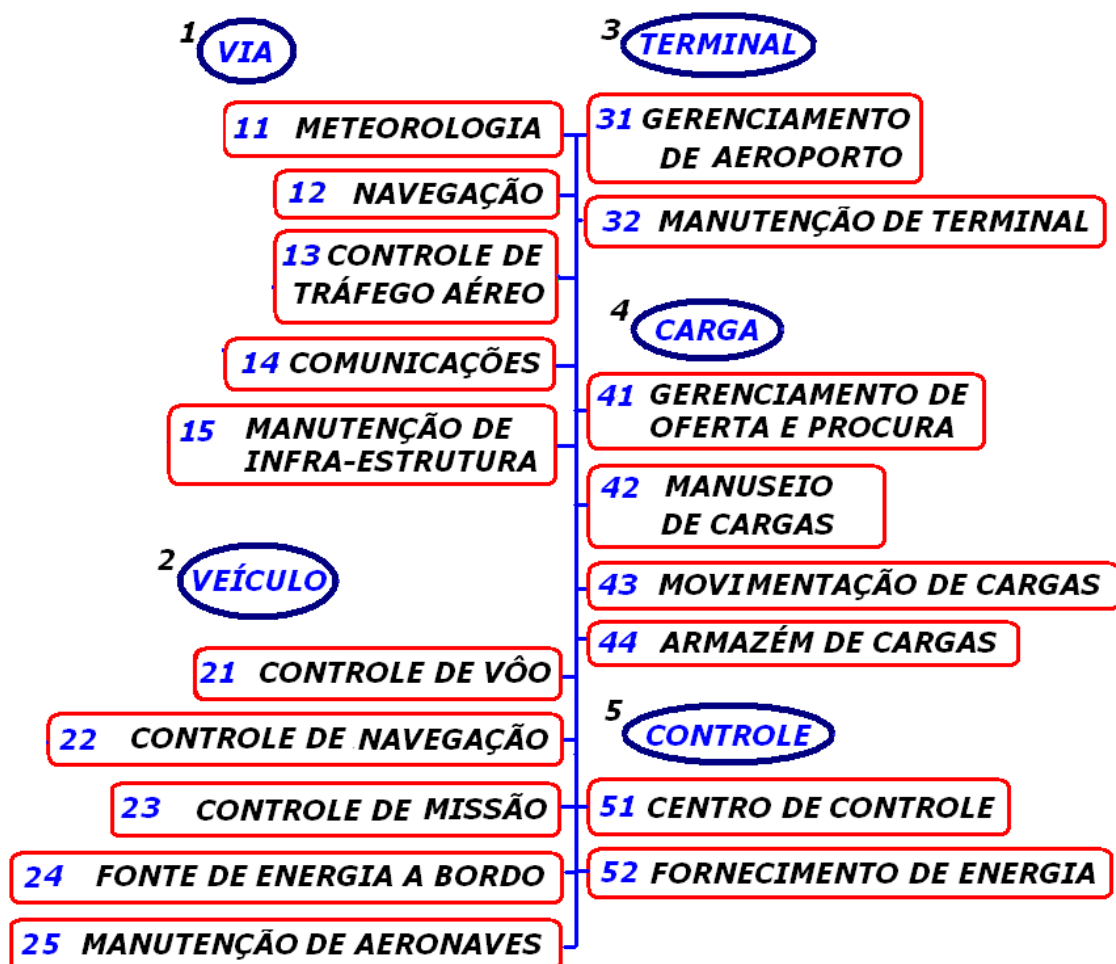 1 VIA
11 METEOROLOGIA
12 NAVEGAÇÃO
13 CONTROLE DE
TRÁFEGO AÉREO
14 COMUNICAÇÕES
15 MANUTENÇÃO DE
INFRA-ESTRUTURA
2 VEÍCULO
21 CONTROLE DE VÔO
22 CONTROLE DE NAVEGAÇÃO
23 CONTROLE DE MISSÃO
24 FONTE DE ENERGIA A BORDO
25 MANUTENÇÃO DE AERONAVES
3 TERMINAL
31 GERENCIAMENTO
DE AEROPORTO
32 MANUTENÇÃO DE TERMINAL
4 CARGA
41 GERENCIAMENTO DE
OFERTA E PROCURA
42 MANUSEIO
DE CARGAS
43 MOVIMENTAÇÃO DE CARGAS
44 ARMAZÉM DE CARGAS
5 CONTROLE
51 CENTRO DE CONTROLE
52 FORNECIMENTO DE ENERGIA